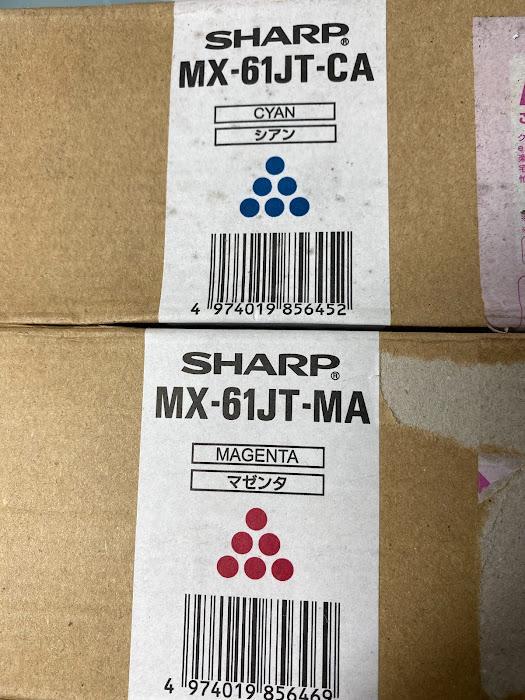 SHARP®
MX-61JT-CA
CYAN
シアン
4 974019 856452
SHARP®
MX-61JT-MA
MAGENTA
マゼンタ
4 974019 856469